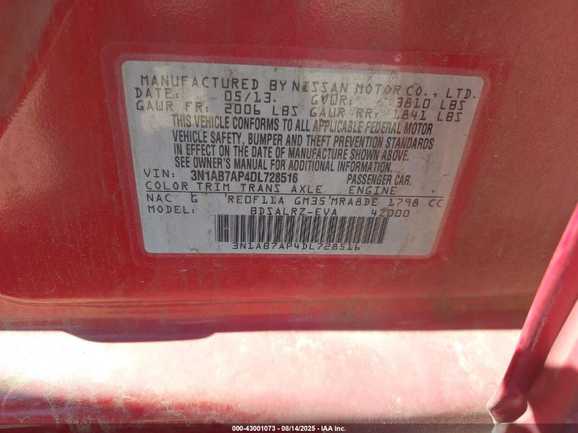 MANUFACTURED BY NISSAN MOTOR CO., LTD.
DATE: 05/13. GVWR: 3810 LBS
GAWR FR: 2006 LBS GAWR RR: 1841 LBS
THIS VEHICLE CONFORMS TO ALL APPLICABLE FEDERAL MOTOR
VEHICLE SAFETY, BUMPER AND THEFT PREVENTION STANDARDS
IN EFFECT ON THE DATE OF MANUFACTURE SHOWN ABOVE.
SEE OWNER'S MANUAL FOR ADDITIONAL INFORMATION.
VIN: 3N1AB7AP4DL728516 PASSENGER CAR.
COLOR TRIM TRANS AXLE ENGINE
NAC G RE0F11A GM35 MRA8DE 1798 CC
MODEL BDSALRZ-EVA 42000
3N1AB7AP4DL728516
000-43001073 - 08/14/2025 - IAA Inc.